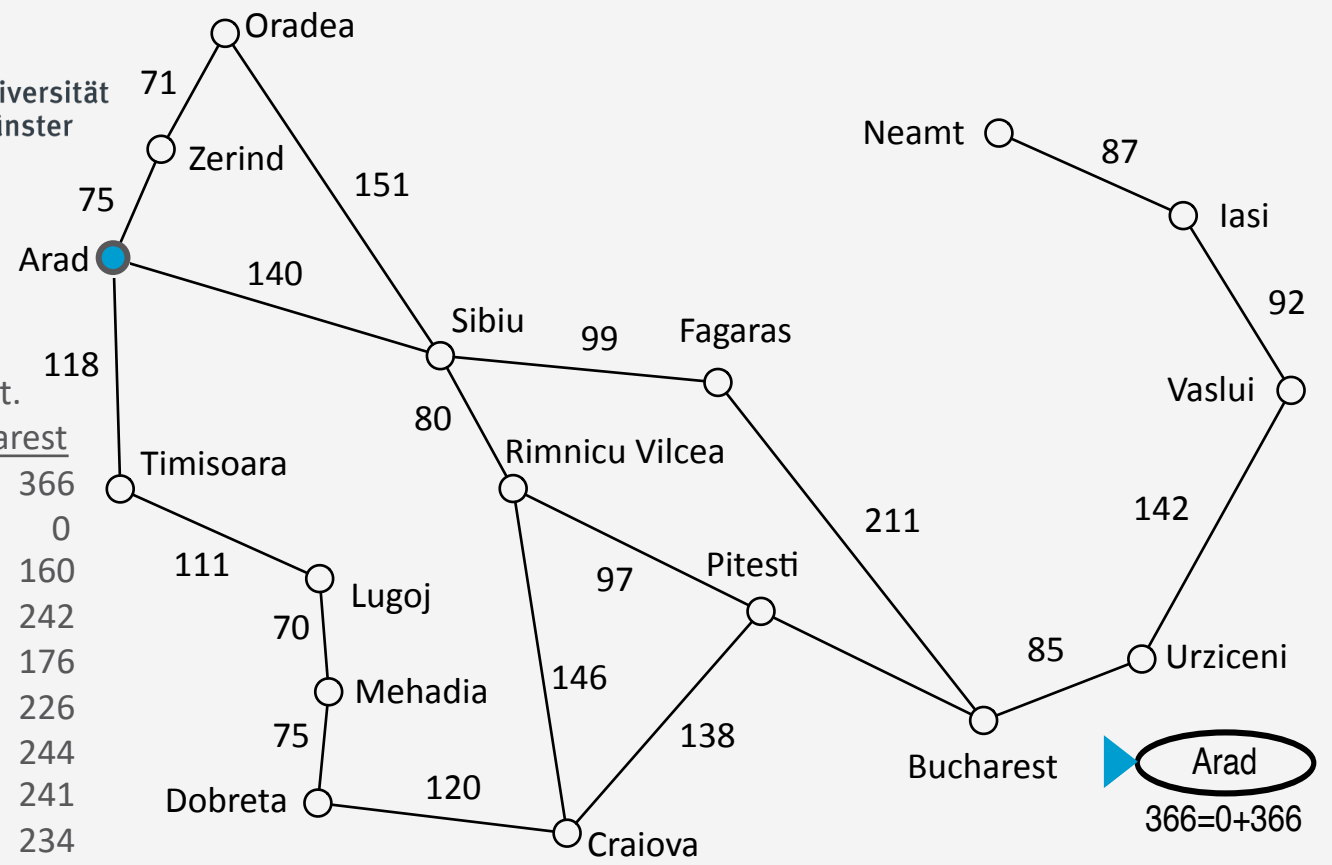 Oradea
71
iversität
ünster
Neamt
87
Zerind
151
75
Iasi
Arad
140
92
Sibiu
99
Fagaras
118
Vaslui
t.
80
arest
Rimnicu Vilcea
Timisoara
366
142
211
0
111
97
Pitesti
160
Lugoj
70
242
85
Urziceni
176
146
Mehadia
226
75
138
244
Bucharest
Arad
241
Dobreta
120
366=0+366
234
Craiova